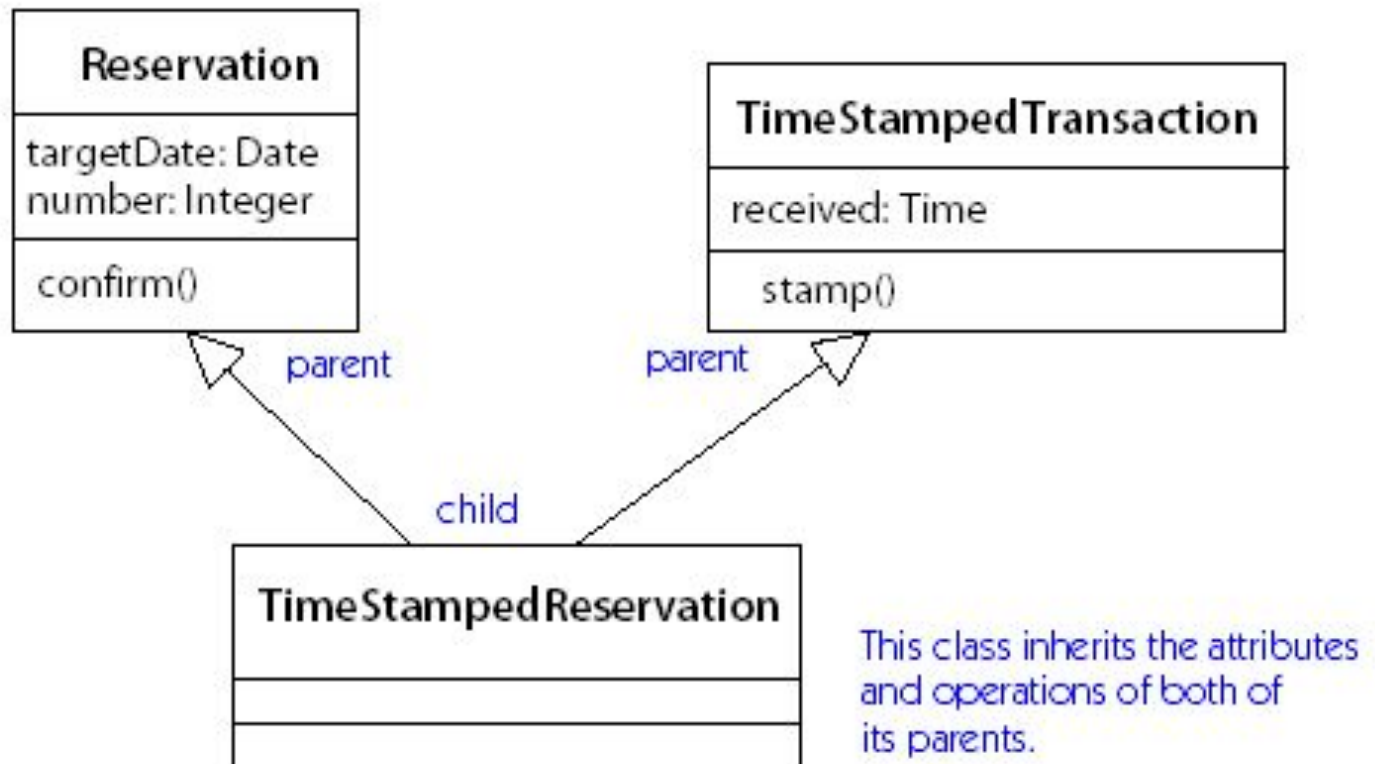 Reservation
targetDate: Date
number: Integer
confirm()
TimeStampedTransaction
received: Time
stamp()
parent
parent
child
TimeStampedReservation
This class inherits the attributes
and operations of both of
its parents.